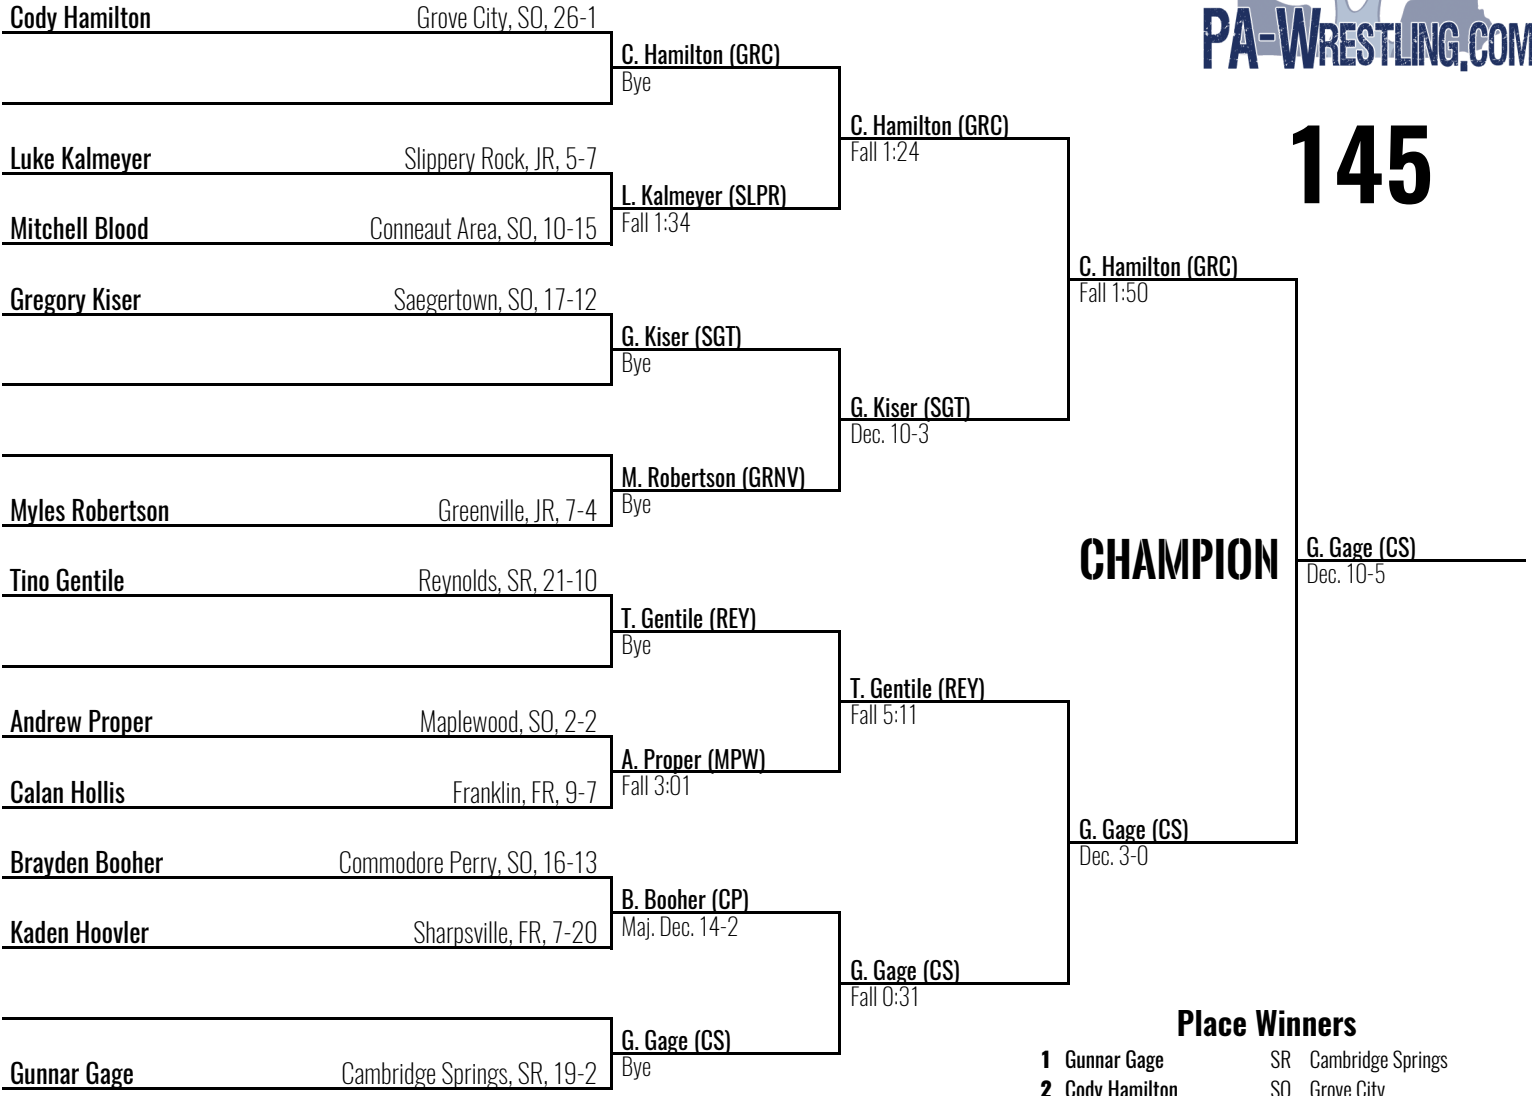 Cody Hamilton Grove City, SO, 26-1
C. Hamilton (GRC)
Bye
Luke Kalmeyer Slippery Rock, JR, 5-7
L. Kalmeyer (SLPR)
Fall 1:34
Mitchell Blood Conneaut Area, SO, 10-15
C. Hamilton (GRC)
Fall 1:24
Gregory Kiser Saegertown, SO, 17-12
G. Kiser (SGT)
Bye
M. Robertson (GRNV)
Bye
Myles Robertson Greenville, JR, 7-4
G. Kiser (SGT)
Dec. 10-3
C. Hamilton (GRC)
Fall 1:50
Tino Gentile Reynolds, SR, 21-10
T. Gentile (REY)
Bye
Andrew Proper Maplewood, SO, 2-2
A. Proper (MPW)
Fall 3:01
Calan Hollis Franklin, FR, 9-7
T. Gentile (REY)
Fall 5:11
Brayden Booher Commodore Perry, SO, 16-13
B. Booher (CP)
Maj. Dec. 14-2
Kaden Hoovler Sharpsville, FR, 7-20
G. Gage (CS)
Bye
Gunnar Gage Cambridge Springs, SR, 19-2
G. Gage (CS)
Fall 0:31
G. Gage (CS)
Dec. 3-0
CHAMPION
G. Gage (CS)
Dec. 10-5
PA-WRESTLING.COM
145
Place Winners
1 Gunnar Gage SR Cambridge Springs
2 Cody Hamilton SO Grove City